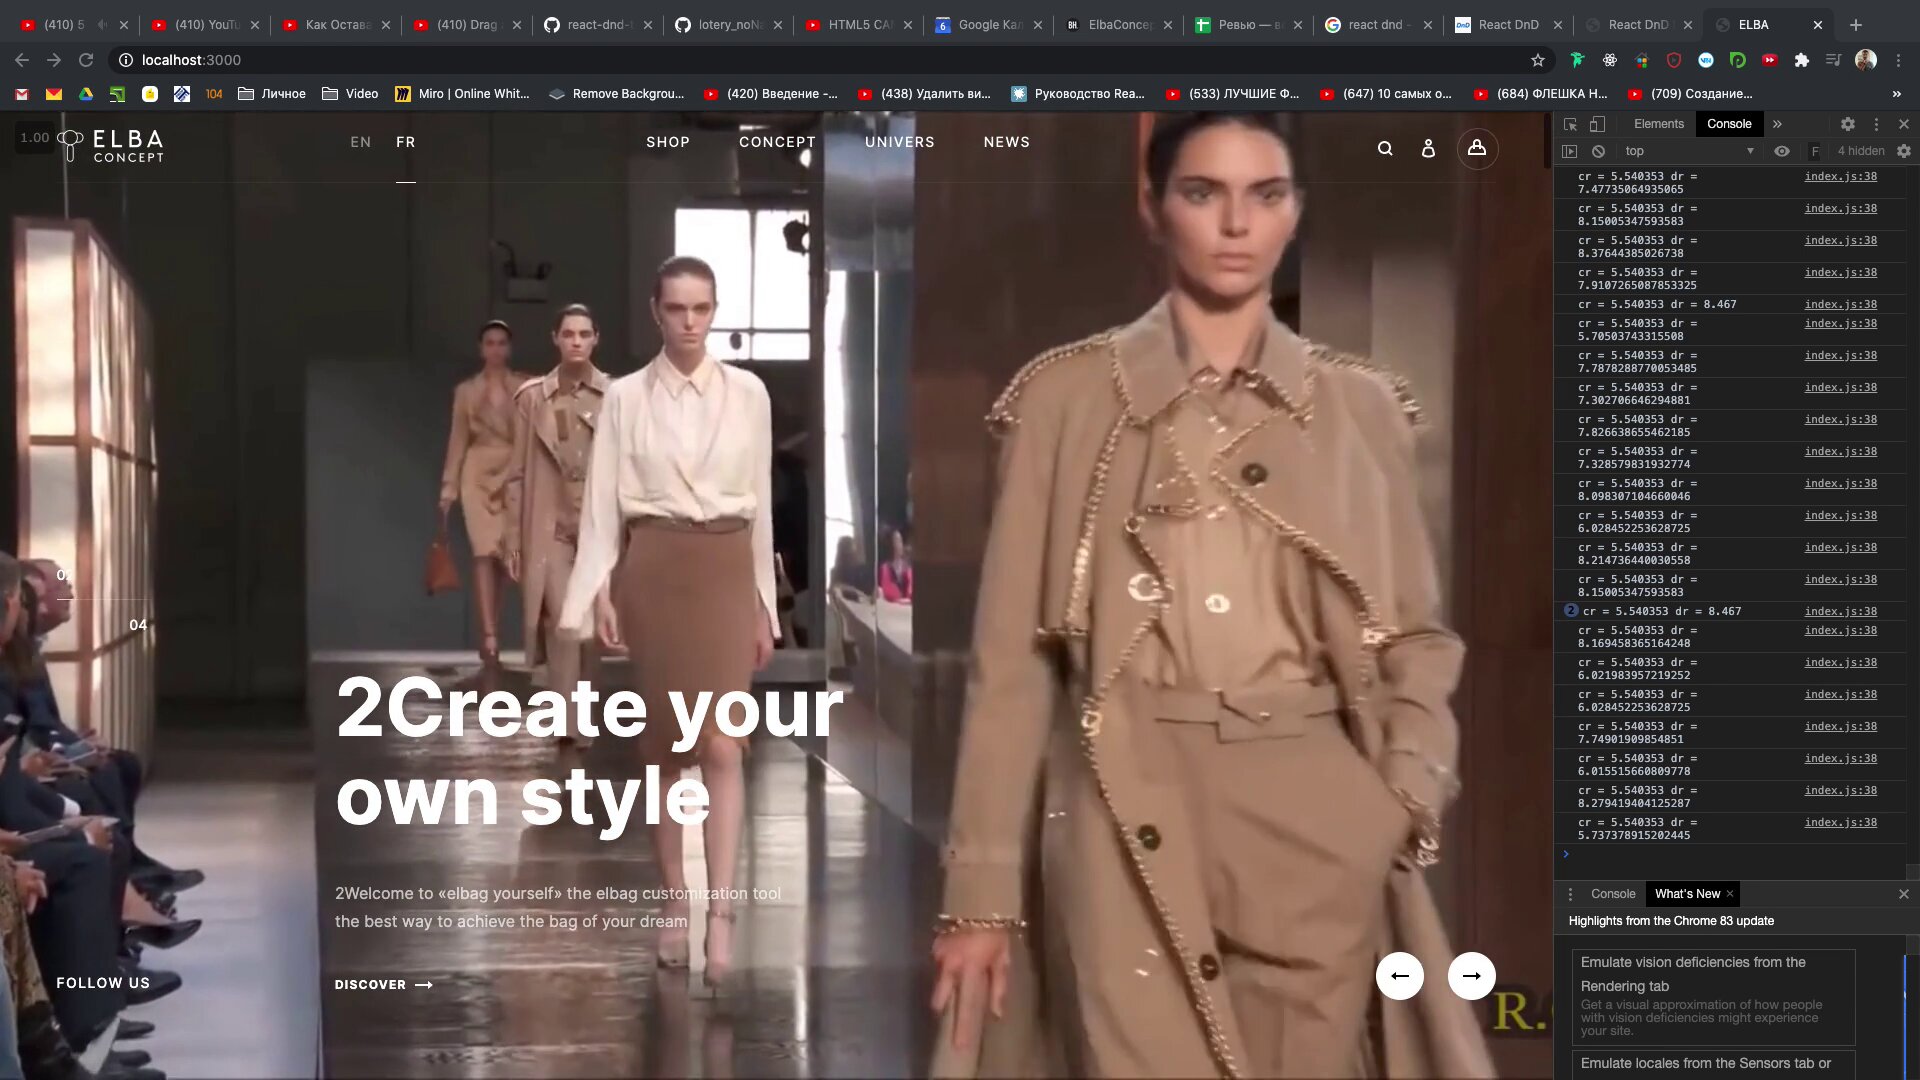 (410) 5
(410) YouTu
Как Остава
(410) Drag
react-dnd-t
lotery_noNa
HTML5 CAN
Google Кал
ElbaConcep
Ревью — в
react dnd -
React DnD
React DnD
ELBA
localhost:3000
104
Личное
Video
Miro | Online Whit...
Remove Backgrou...
(420) Введение -...
(438) Удалить ви...
Руководство Rea...
(533) ЛУЧШИЕ Ф...
(647) 10 самых о...
(684) ФЛЕШКА Н...
(709) Создание...
1.00
ELBA
CONCEPT
EN
FR
SHOP
CONCEPT
UNIVERS
NEWS
02
04
2Create your
own style
2Welcome to «elbag yourself» the elbag customization tool
the best way to achieve the bag of your dream
DISCOVER
FOLLOW US
R.
Elements
Console
top
F
4 hidden
cr = 5.540353 dr = index.js:38
7.47735064935065
cr = 5.540353 dr = index.js:38
8.15005347593583
cr = 5.540353 dr = index.js:38
8.37644385026738
cr = 5.540353 dr = index.js:38
7.9107265087853325
cr = 5.540353 dr = 8.467 index.js:38
cr = 5.540353 dr = index.js:38
5.70503743315508
cr = 5.540353 dr = index.js:38
7.7878288770053485
cr = 5.540353 dr = index.js:38
7.302706646294881
cr = 5.540353 dr = index.js:38
7.826638655462185
cr = 5.540353 dr = index.js:38
7.328579831932774
cr = 5.540353 dr = index.js:38
8.098307104660046
cr = 5.540353 dr = index.js:38
6.028452253628725
cr = 5.540353 dr = index.js:38
8.214736440030558
cr = 5.540353 dr = index.js:38
8.15005347593583
2 cr = 5.540353 dr = 8.467 index.js:38
cr = 5.540353 dr = index.js:38
8.169458365164248
cr = 5.540353 dr = index.js:38
6.021983957219252
cr = 5.540353 dr = index.js:38
6.028452253628725
cr = 5.540353 dr = index.js:38
7.74901909854851
cr = 5.540353 dr = index.js:38
6.015515660809778
cr = 5.540353 dr = index.js:38
8.279419404125287
cr = 5.540353 dr = index.js:38
5.737378915202445
Console
What's New
Highlights from the Chrome 83 update
Emulate vision deficiencies from the
Rendering tab
Get a visual approximation of how people
with vision deficiencies might experience
your site.
Emulate locales from the Sensors tab or